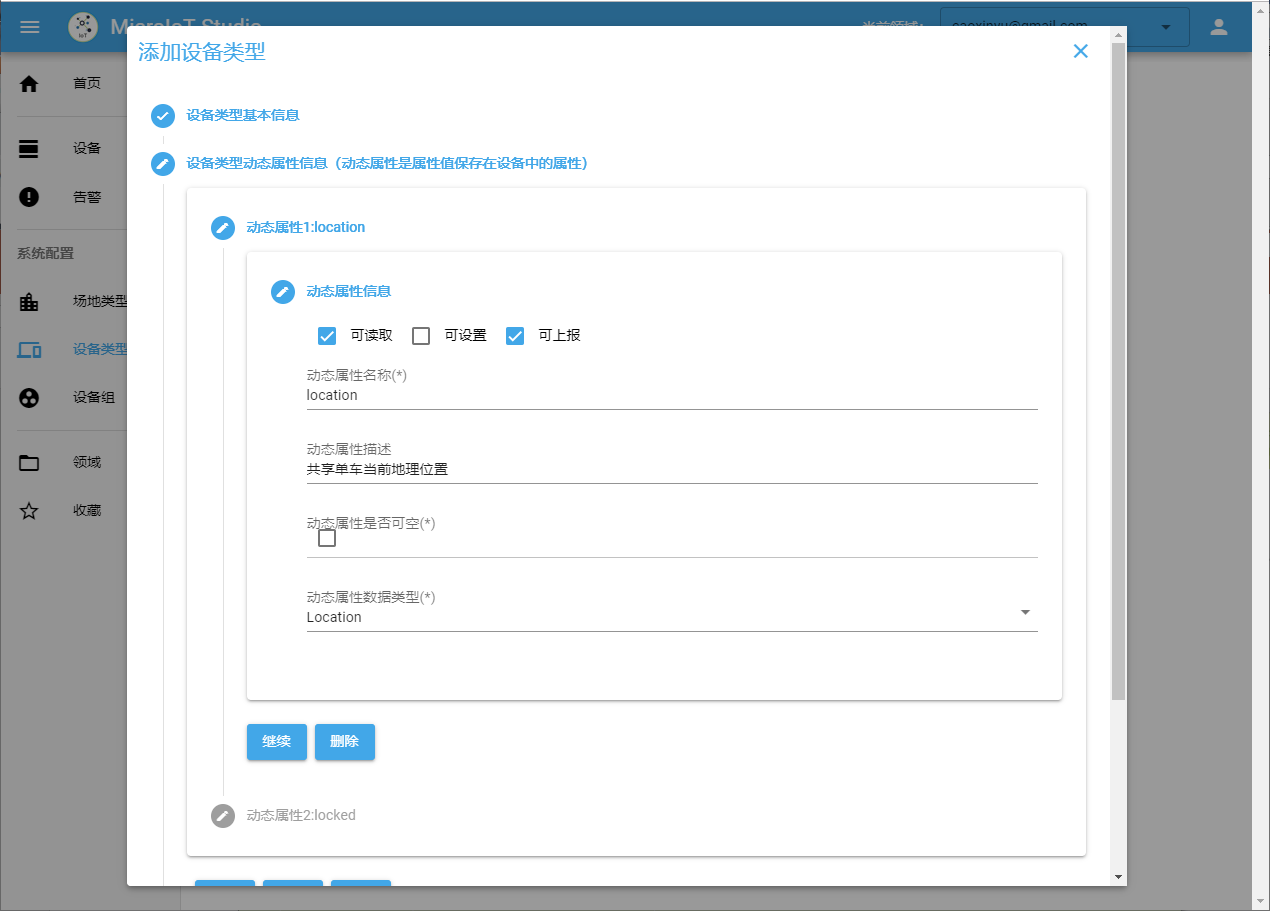 MicroIoT Studio
当前领域:
caoxinyu@gmail.com
添加设备类型
首页
设备
告警
系统配置
场地类型
设备类型
设备组
领域
收藏
设备类型基本信息
设备类型动态属性信息（动态属性是属性值保存在设备中的属性）
动态属性1:location
动态属性信息
可读取 可设置 可上报
动态属性名称(*)
location
动态属性描述
共享单车当前地理位置
动态属性是否可空(*)
动态属性数据类型(*)
Location
继续 删除
动态属性2:locked